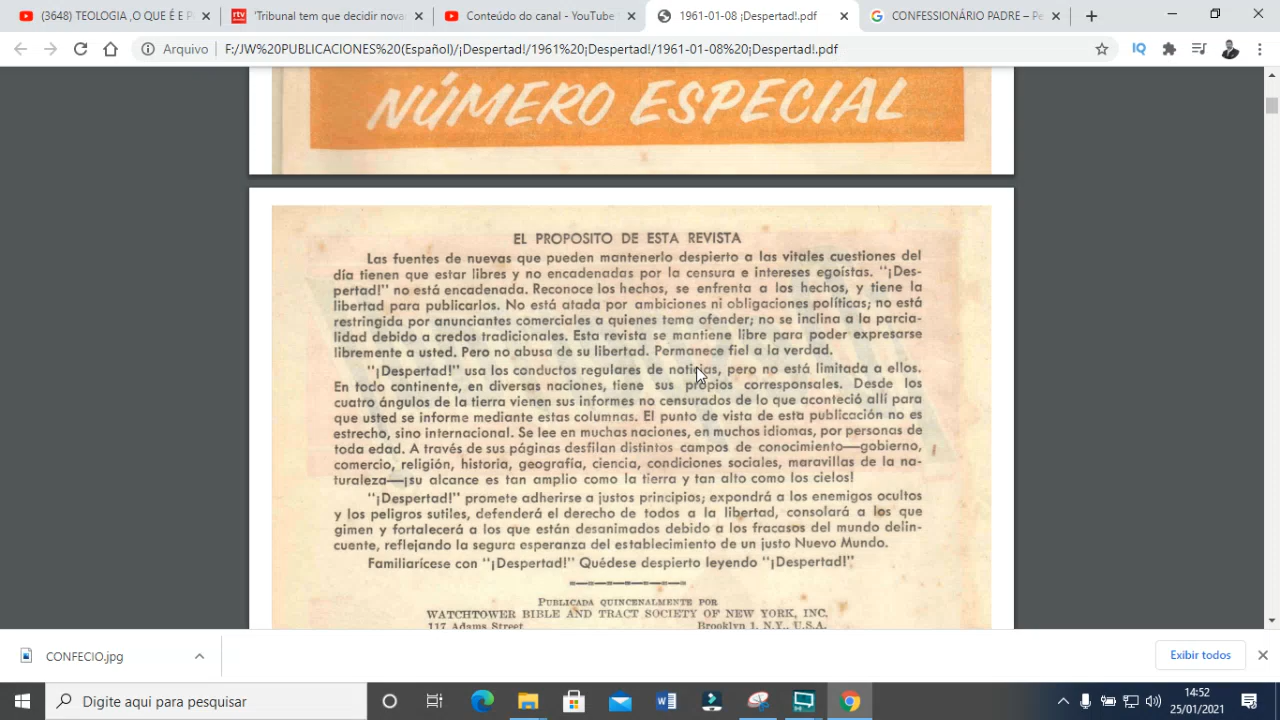 (3648) TEOLOGIA ,O QUE É E P
'Tribunal tem que decidir nova
Conteúdo do canal - YouTube
1961-01-08 ¡Despertad!.pdf
CONFESSIONÁRIO PADRE – Pe
Arquivo
F:/JW%20PUBLICACIONES%20(Español)/¡Despertad!/1961%20¡Despertad!/1961-01-08%20¡Despertad!.pdf
IQ
NÚMERO ESPECIAL
EL PROPOSITO DE ESTA REVISTA
Las fuentes de nuevas que pueden mantenerlo despierto a las vitales cuestiones del
día tienen que estar libres y no encadenadas por la censura e intereses egoístas. "¡Des-
pertad!" no está encadenada. Reconoce los hechos, se enfrenta a los hechos, y tiene la
libertad para publicarlos. No está atada por ambiciones ni obligaciones políticas; no está
restringida por anunciantes comerciales a quienes tema ofender; no se inclina a la parcia-
lidad debido a credos tradicionales. Esta revista se mantiene libre para poder expresarse
libremente a usted. Pero no abusa de su libertad. Permanece fiel a la verdad.
"¡Despertad!" usa los conductos regulares de noticias, pero no está limitada a ellos.
En todo continente, en diversas naciones, tiene sus propios corresponsales. Desde los
cuatro ángulos de la tierra vienen sus informes no censurados de lo que aconteció allí para
que usted se informe mediante estas columnas. El punto de vista de esta publicación no es
estrecho, sino internacional. Se lee en muchas naciones, en muchos idiomas, por personas de
toda edad. A través de sus páginas desfilan distintos campos de conocimiento—gobierno,
comercio, religión, historia, geografía, ciencia, condiciones sociales, maravillas de la na-
turaleza—¡su alcance es tan amplio como la tierra y tan alto como los cielos!
"¡Despertad!" promete adherirse a justos principios; expondrá a los enemigos ocultos
y los peligros sutiles, defenderá el derecho de todos a la libertad, consolará a los que
gimen y fortalecerá a los que están desanimados debido a los fracasos del mundo delin-
cuente, reflejando la segura esperanza del establecimiento de un justo Nuevo Mundo.
Familiarícese con "¡Despertad!" Quédese despierto leyendo "¡Despertad!".
PUBLICADA QUINCENALMENTE POR
WATCHTOWER BIBLE AND TRACT SOCIETY OF NEW YORK, INC.
117 Adams Street Brooklyn 1, N.Y., U.S.A.
CONFECIO.jpg
Exibir todos
Digite aqui para pesquisar
14:52
25/01/2021